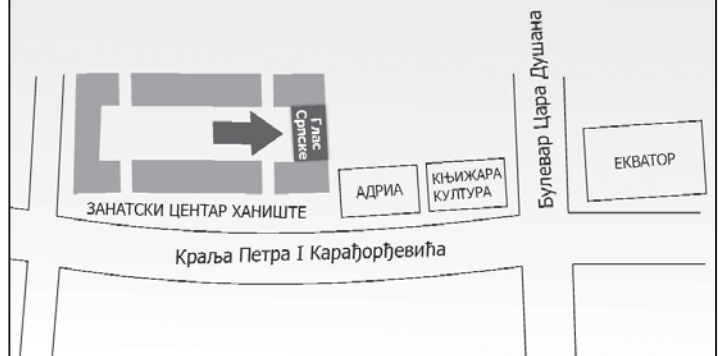 Булевар Цара Душана
Глас
Српске
ЕКВАТОР
АДРИА
КЊИЖАРА
КУЛТУРА
ЗАНАТСКИ ЦЕНТАР ХАНИШТЕ
Краља Петра I Карађорђевића